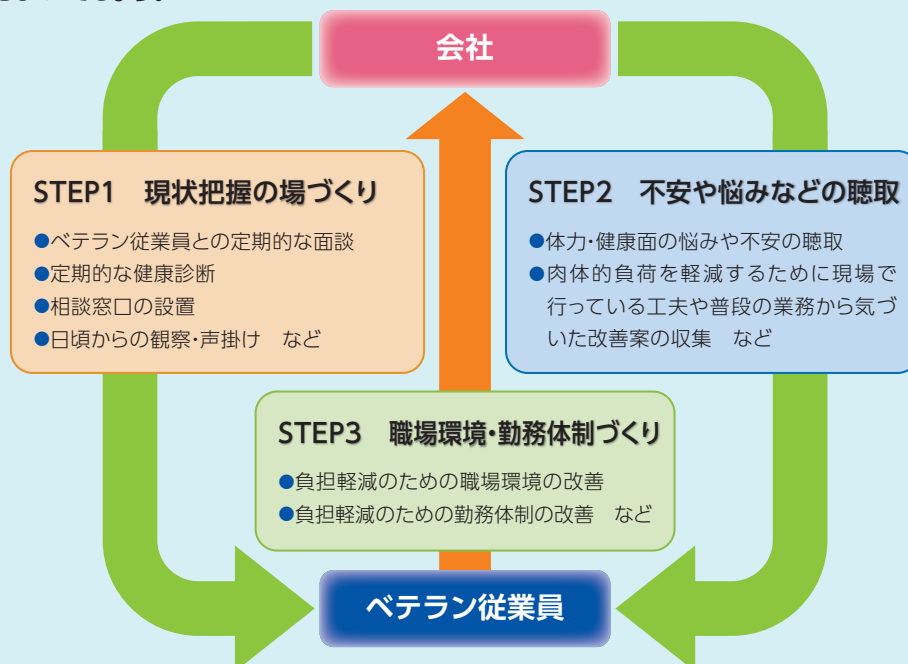 会社
STEP1　現状把握の場づくり
●ベテラン従業員との定期的な面談
●定期的な健康診断
●相談窓口の設置
●日頃からの観察・声掛け　など
STEP2　不安や悩みなどの聴取
●体力・健康面の悩みや不安の聴取
●肉体的負荷を軽減するために現場で
行っている工夫や普段の業務から気づ
いた改善案の収集　など
STEP3　職場環境・勤務体制づくり
●負担軽減のための職場環境の改善
●負担軽減のための勤務体制の改善　など
ベテラン従業員